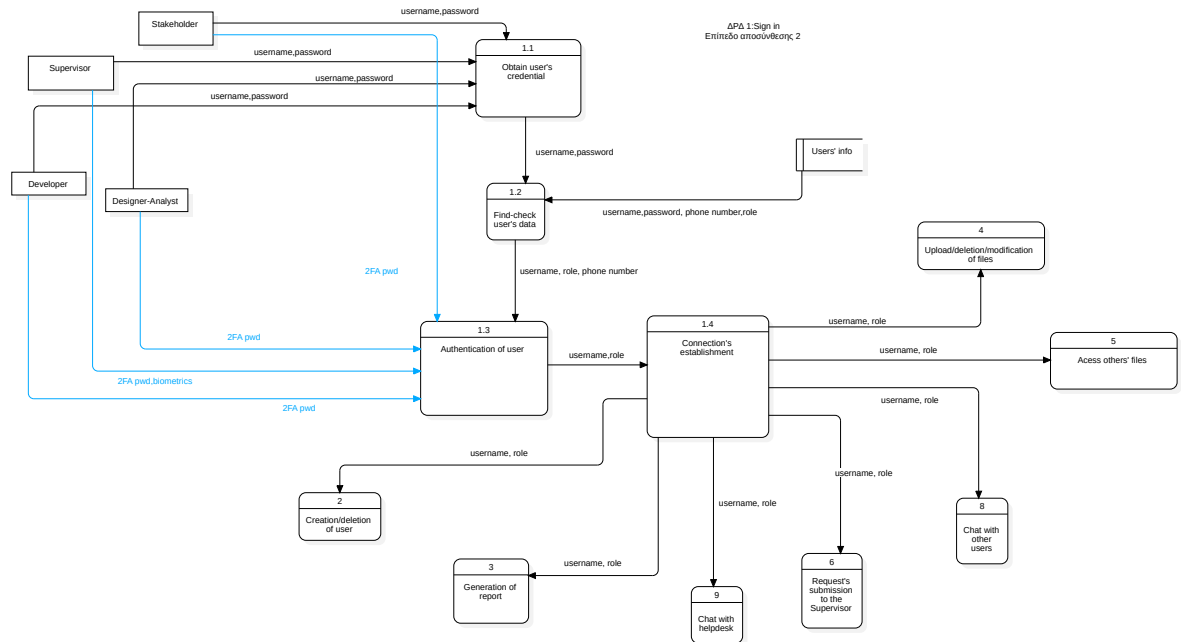 username,password
Stakeholder
ΔΡΔ 1:Sign in
Επίπεδο αποσύνθεσης 2
1.1
Obtain user's
credential
username,password
Supervisor
username,password
username,password
username,password
Users' info
Developer
1.2
Designer-Analyst
Find-check
user's data
username,password, phone number,role
4
Upload/deletion/modification
of files
2FA pwd
username, role, phone number
1.3
Authentication of user
1.4
Connection's
establishment
username, role
2FA pwd
username,role
username, role
5
Acess others' files
2FA pwd,biometrics
2FA pwd
username, role
username, role
username, role
2
Creation/deletion
of user
username, role
8
Chat with
other
users
username, role
3
Generation of
report
6
Request's
submission
to the
Supervisor
9
Chat with
helpdesk